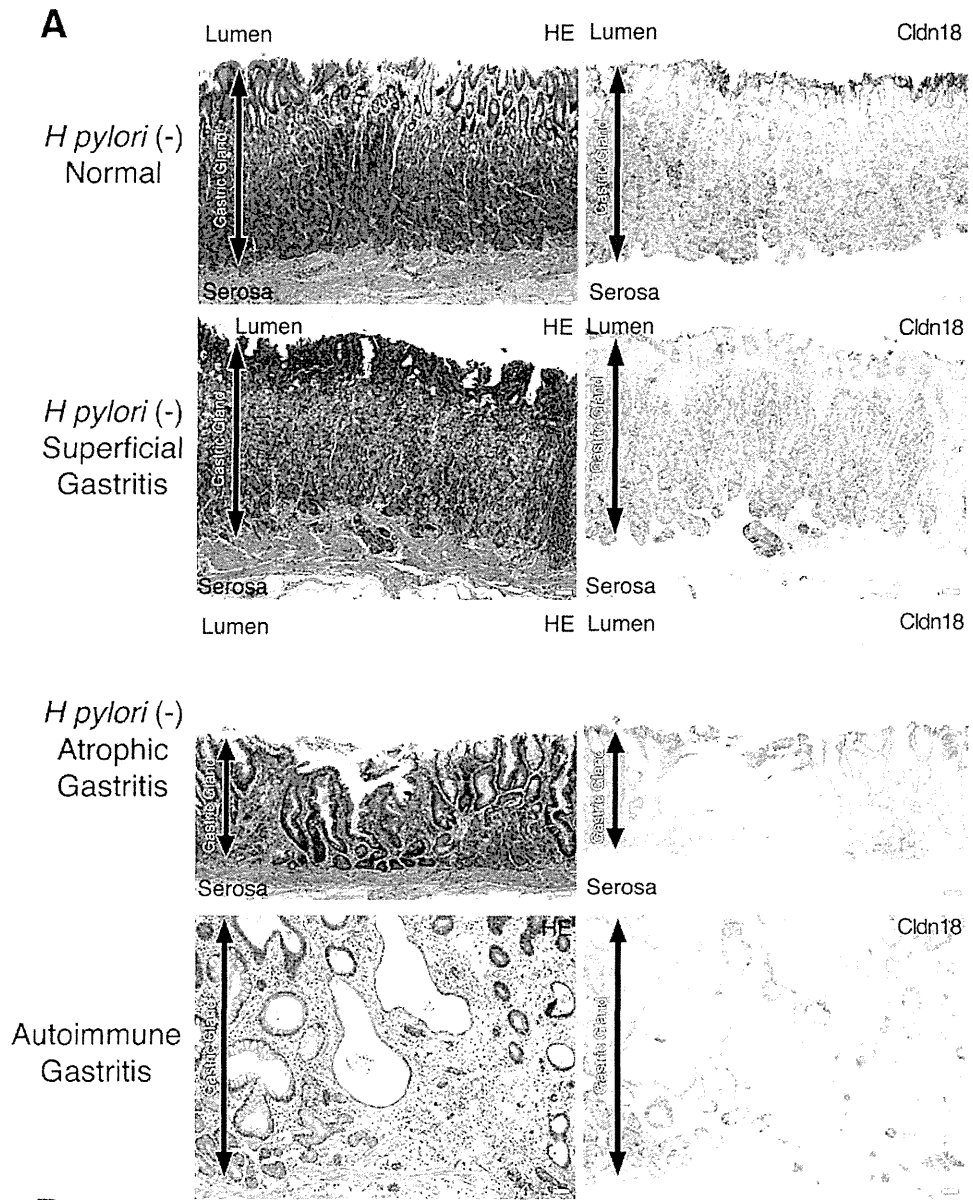 A
Lumen HE Lumen Cldn18
H pylori (-)
Normal
Gastric Gland
Gastric Gland
Serosa Serosa
Lumen HE Lumen Cldn18
H pylori (-)
Superficial
Gastritis
Gastric Gland
Gastric Gland
Serosa Serosa
Lumen HE Lumen Cldn18
H pylori (-)
Atrophic
Gastritis
Gastric Gland
Gastric Gland
Serosa Serosa
HE Cldn18
Autoimmune
Gastritis
Gastric Gland
Gastric Gland